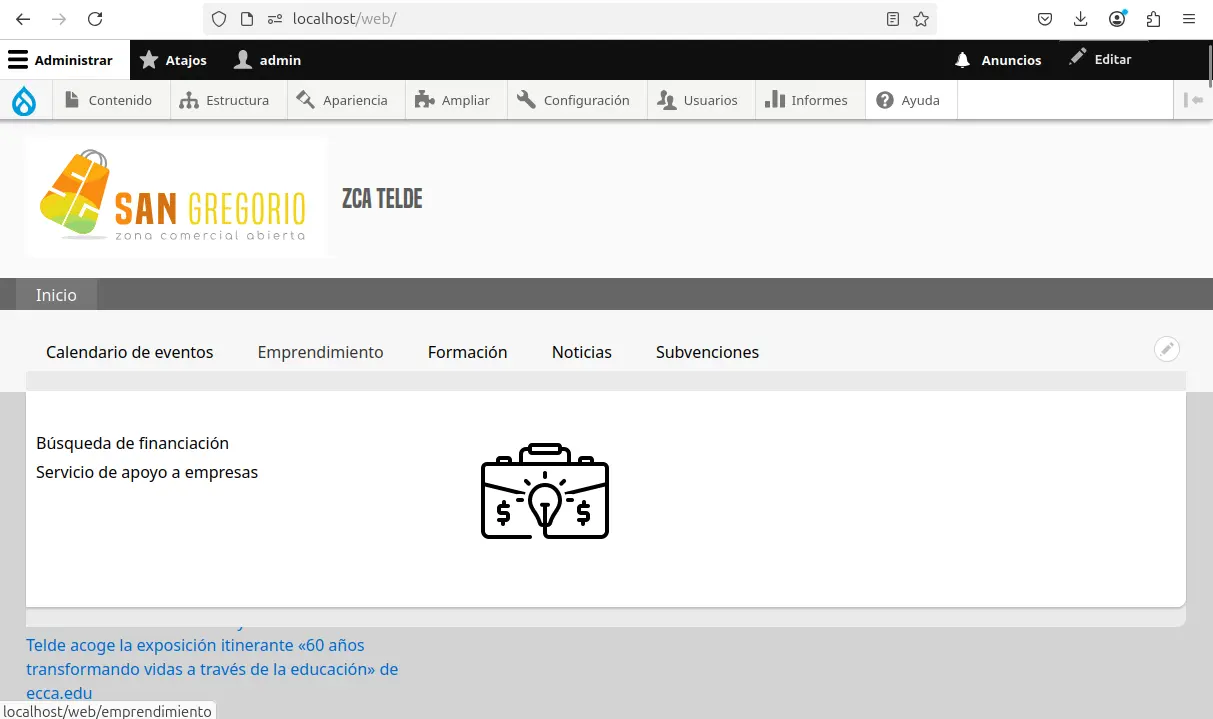 localhost/web/
Administrar Atajos admin Anuncios Editar
Contenido Estructura Apariencia Ampliar Configuración Usuarios Informes Ayuda
SAN GREGORIO
zona comercial abierta
ZCA TELDE
Inicio
Calendario de eventos Emprendimiento Formación Noticias Subvenciones
Búsqueda de financiación
Servicio de apoyo a empresas
$ $
Telde acoge la exposición itinerante «60 años
transformando vidas a través de la educación» de
ecca.edu
localhost/web/emprendimiento